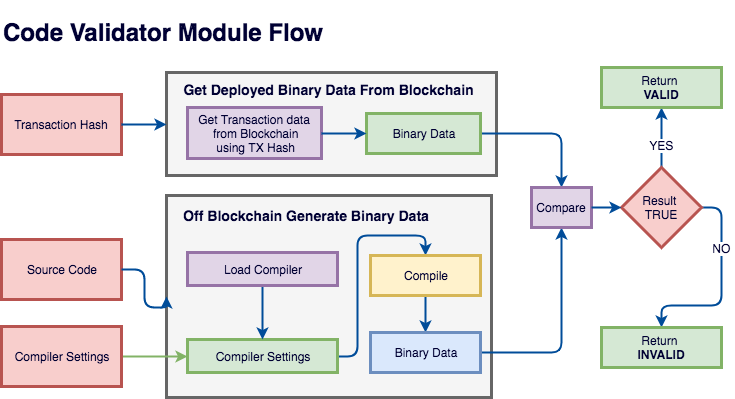 Code Validator Module Flow
Get Deployed Binary Data From Blockchain
Transaction Hash
Get Transaction data
from Blockchain
using TX Hash
Binary Data
Return
VALID
YES
Off Blockchain Generate Binary Data
Compare
Result
TRUE
NO
Source Code
Load Compiler
Compile
Compiler Settings
Compiler Settings
Binary Data
Return
INVALID